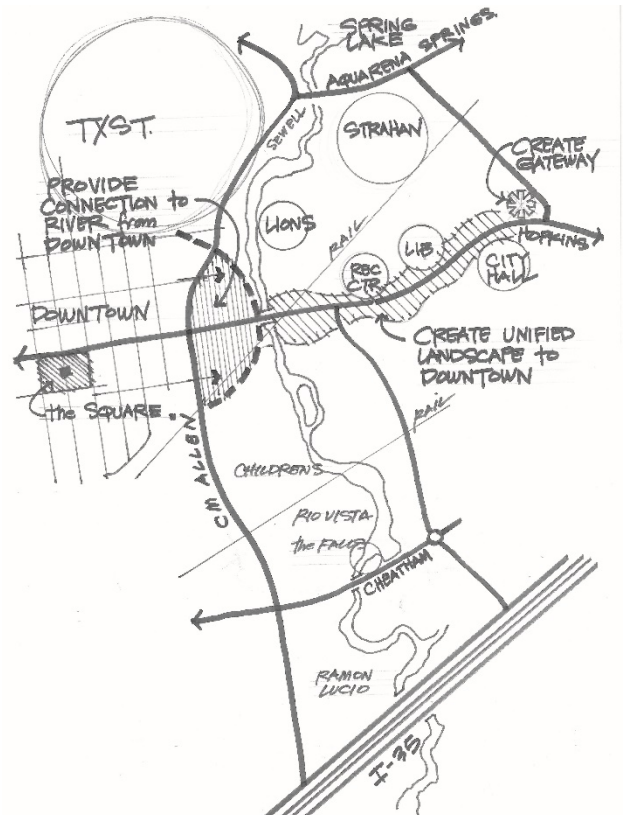 SPRING
LAKE
AQUARENA SPRINGS
TXST.
SEWELL
STRAHAN
CREATE
GATEWAY
PROVIDE
CONNECTION to
RIVER from
DOWNTOWN
LIONS
RAIL
LIB
REC
CTR
HOPKINS
CITY
HALL
DOWNTOWN
CREATE UNIFIED
LANDSCAPE to
DOWNTOWN
the SQUARE.
RAIL
CM ALLEN
CHILDRENS
RIO VISTA
the FALLS
CHEATHAM
RAMON
LUCIO
I-35